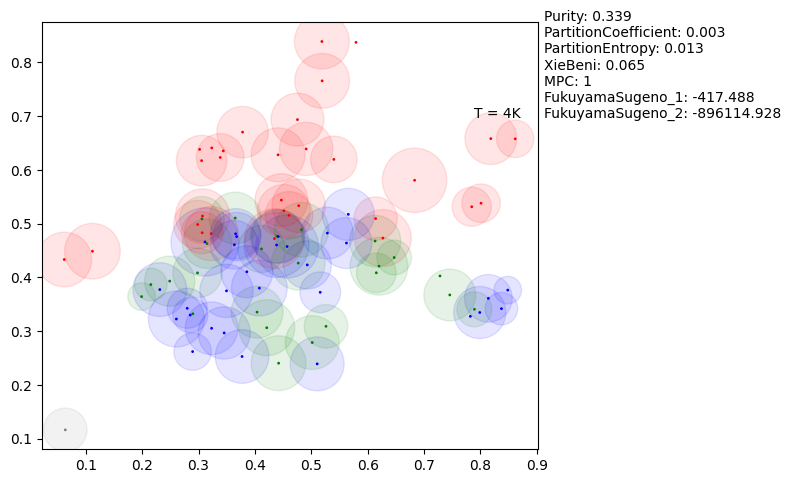 Purity: 0.339
PartitionCoefficient: 0.003
PartitionEntropy: 0.013
XieBeni: 0.065
MPC: 1
FukuyamaSugeno_1: -417.488
FukuyamaSugeno_2: -896114.928
T = 4K
0.8
0.7
0.6
0.5
0.4
0.3
0.2
0.1
0.1 0.2 0.3 0.4 0.5 0.6 0.7 0.8 0.9